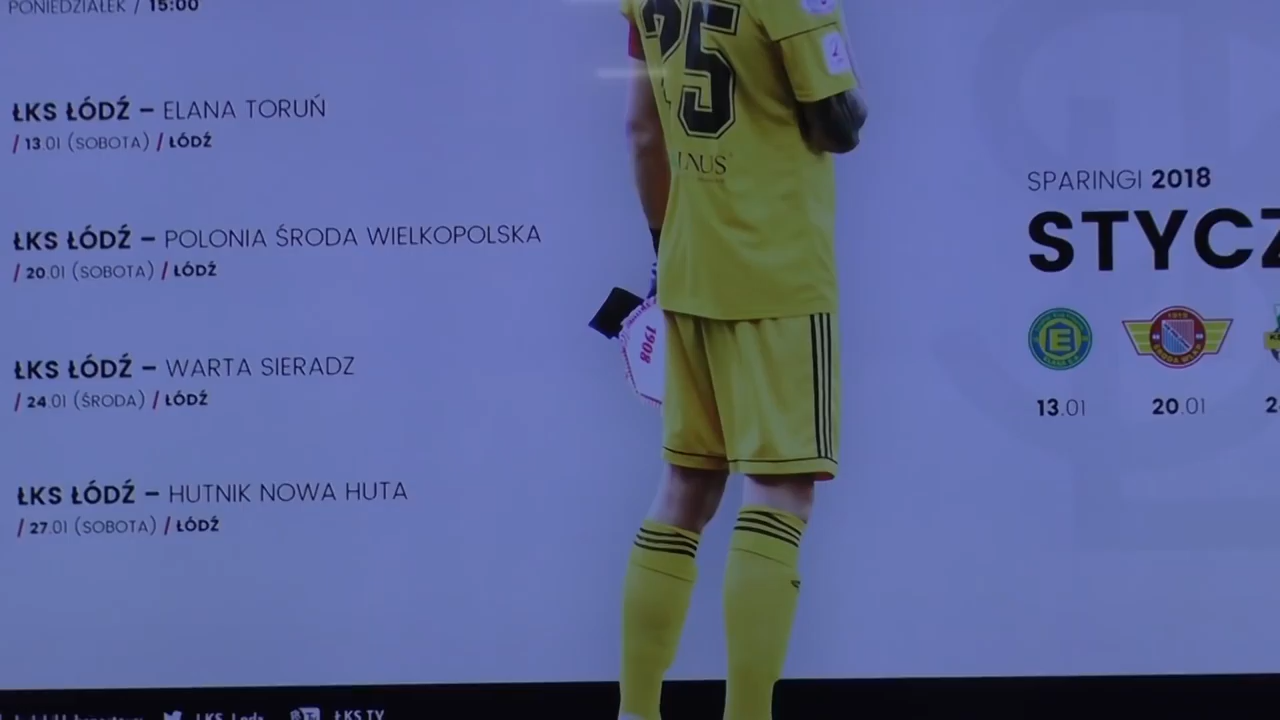 PONIEDZIAŁEK / 15:00
ŁKS ŁÓDŹ – ELANA TORUŃ
/ 13.01 (SOBOTA) / ŁÓDŹ
ŁKS ŁÓDŹ – POLONIA ŚRODA WIELKOPOLSKA
/ 20.01 (SOBOTA) / ŁÓDŹ
ŁKS ŁÓDŹ – WARTA SIERADZ
/ 24.01 (ŚRODA) / ŁÓDŹ
ŁKS ŁÓDŹ – HUTNIK NOWA HUTA
/ 27.01 (SOBOTA) / ŁÓDŹ
25
1908
SPARINGI 2018
STYCZ
1919
13.01 20.01 2
ŁKS TV